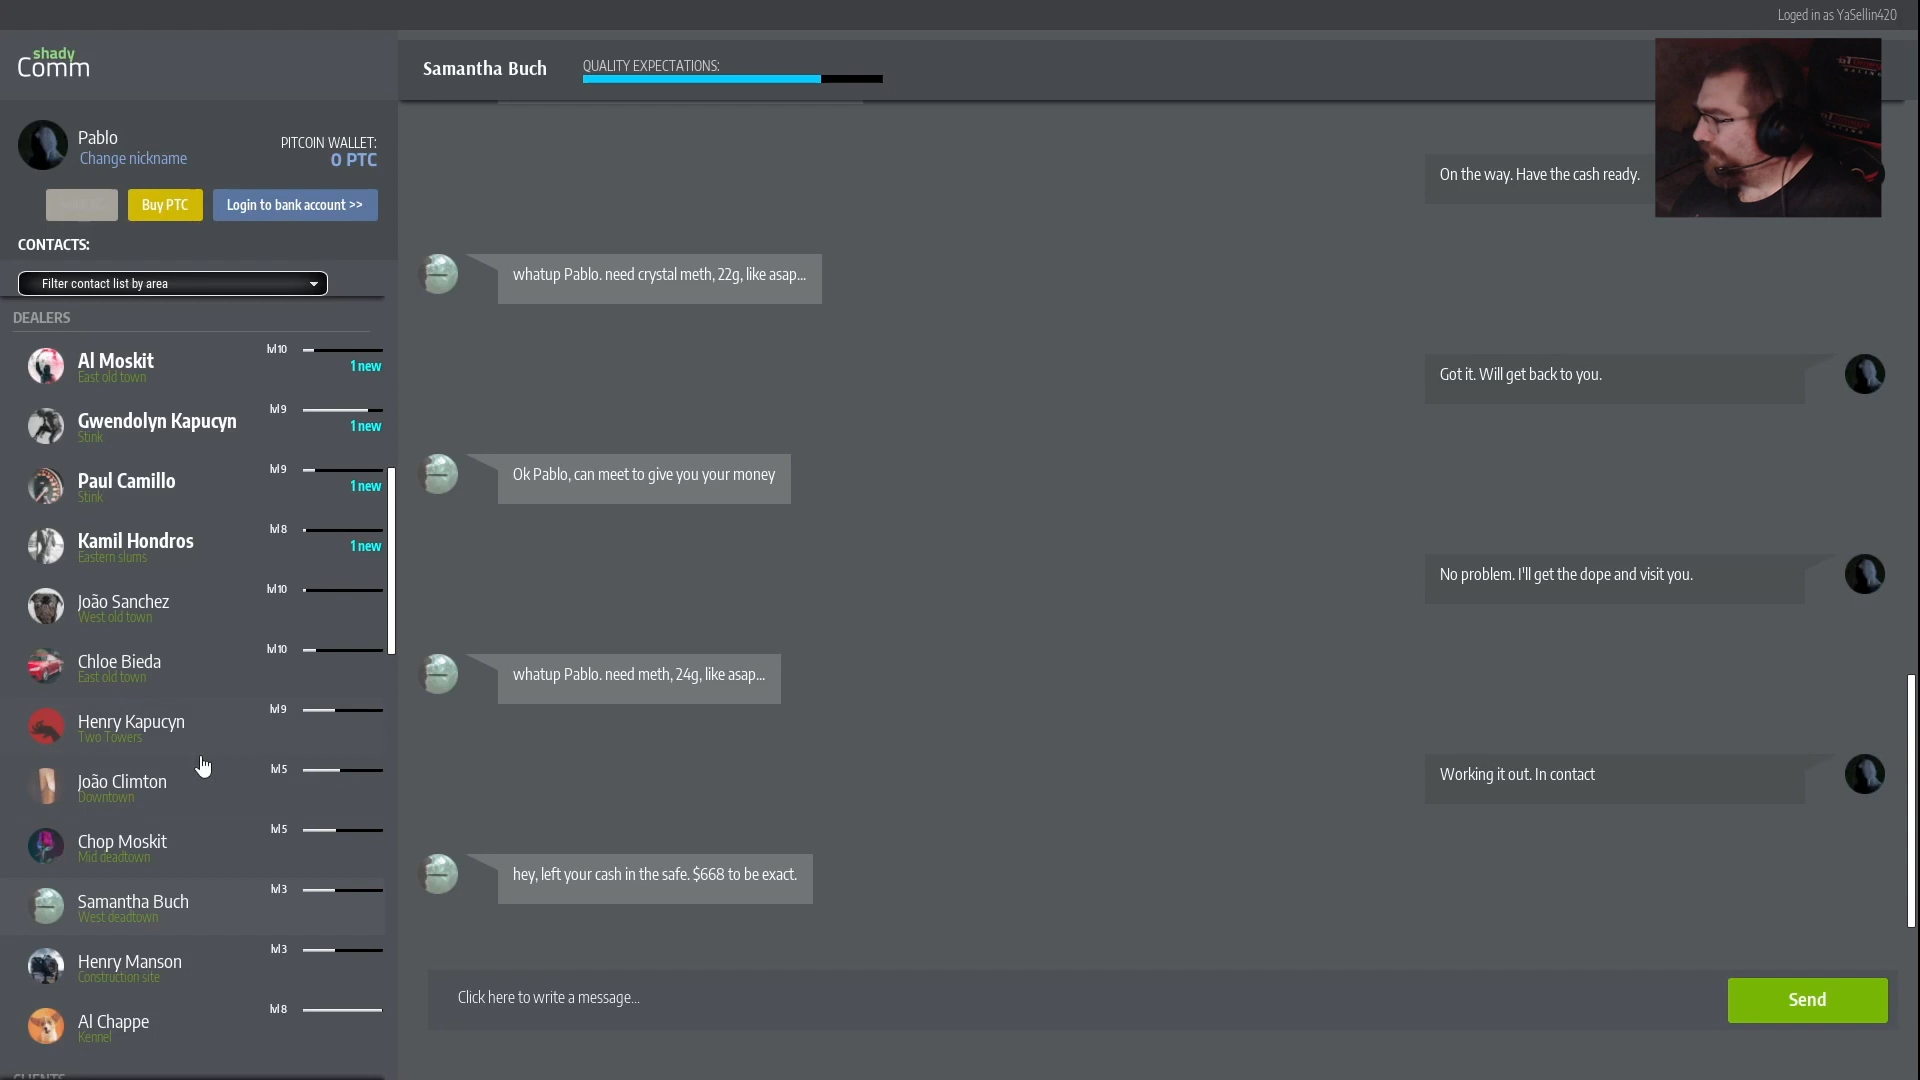 Loged in as YaSellin420
shady
Comm
Samantha Buch
QUALITY EXPECTATIONS:
Pablo
Change nickname
PITCOIN WALLET:
0 PTC
Buy PTC
Login to bank account >>
CONTACTS:
Filter contact list by area
DEALERS
Al Moskit
East old town
lvl 10
1 new
Gwendolyn Kapucyn
Stink
lvl 9
1 new
Paul Camillo
Stink
lvl 9
1 new
Kamil Hondros
Eastern slums
lvl 8
1 new
João Sanchez
West old town
lvl 10
Chloe Bieda
East old town
lvl 10
Henry Kapucyn
Two Towers
lvl 9
João Climton
Downtown
lvl 5
Chop Moskit
Mid deadtown
lvl 5
Samantha Buch
West deadtown
lvl 3
Henry Manson
Construction site
lvl 3
Al Chappe
Kennel
lvl 8
CLIENTS
On the way. Have the cash ready.
whatup Pablo. need crystal meth, 22g, like asap...
Got it. Will get back to you.
Ok Pablo, can meet to give you your money
No problem. I'll get the dope and visit you.
whatup Pablo. need meth, 24g, like asap...
Working it out. In contact
hey, left your cash in the safe. $668 to be exact.
Click here to write a message...
Send